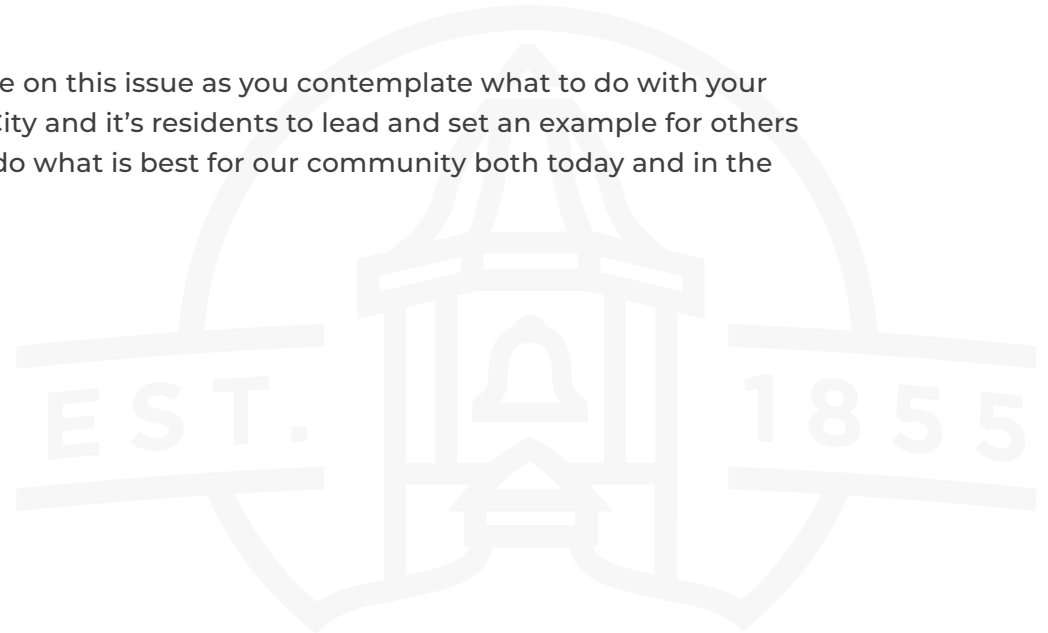 e on this issue as you contemplate what to do with your
City and it’s residents to lead and set an example for others
do what is best for our community both today and in the
EST. 1855